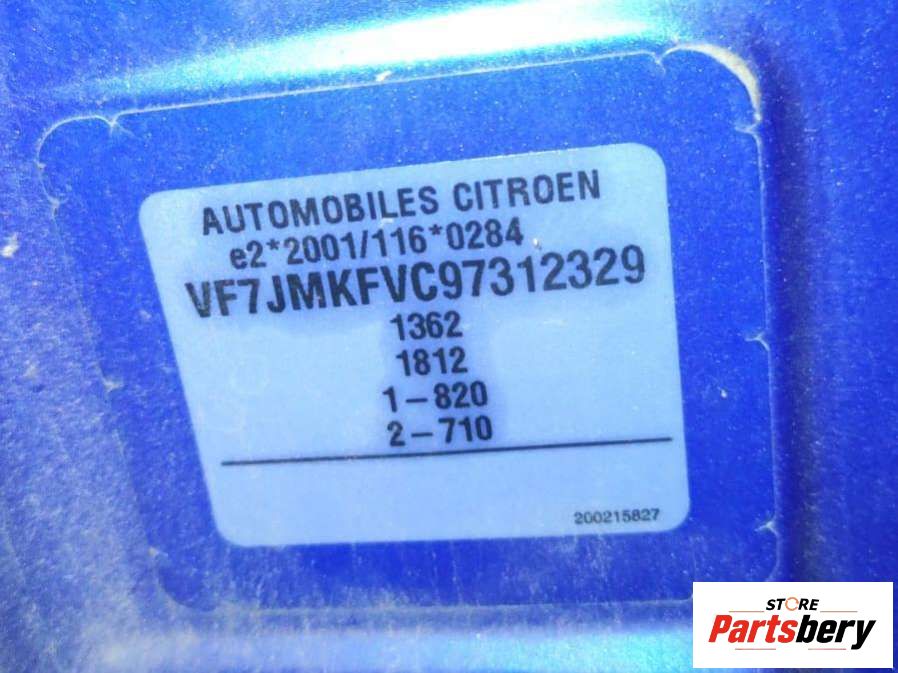 AUTOMOBILES CITROEN
e2*2001/116*0284
VF7JMKFVC97312329
1362
1812
1-820
2-710
200215827
STORE
Partsbery